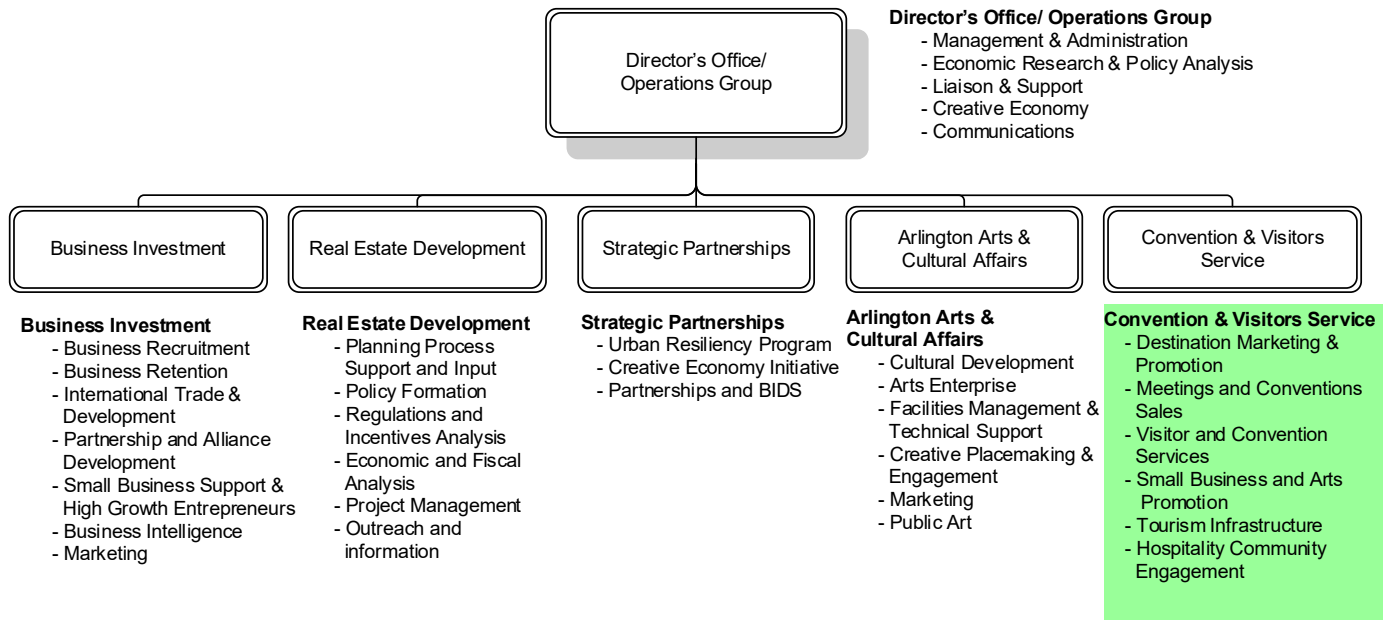 Director's Office/
Operations Group
Director's Office/ Operations Group
- Management & Administration
- Economic Research & Policy Analysis
- Liaison & Support
- Creative Economy
- Communications
Business Investment
Real Estate Development
Strategic Partnerships
Arlington Arts &
Cultural Affairs
Convention & Visitors
Service
Business Investment
- Business Recruitment
- Business Retention
- International Trade &
Development
- Partnership and Alliance
Development
- Small Business Support &
High Growth Entrepreneurs
- Business Intelligence
- Marketing
Real Estate Development
- Planning Process
Support and Input
- Policy Formation
- Regulations and
Incentives Analysis
- Economic and Fiscal
Analysis
- Project Management
- Outreach and
information
Strategic Partnerships
- Urban Resiliency Program
- Creative Economy Initiative
- Partnerships and BIDS
Arlington Arts &
Cultural Affairs
- Cultural Development
- Arts Enterprise
- Facilities Management &
Technical Support
- Creative Placemaking &
Engagement
- Marketing
- Public Art
Convention & Visitors Service
- Destination Marketing &
Promotion
- Meetings and Conventions
Sales
- Visitor and Convention
Services
- Small Business and Arts
Promotion
- Tourism Infrastructure
- Hospitality Community
Engagement